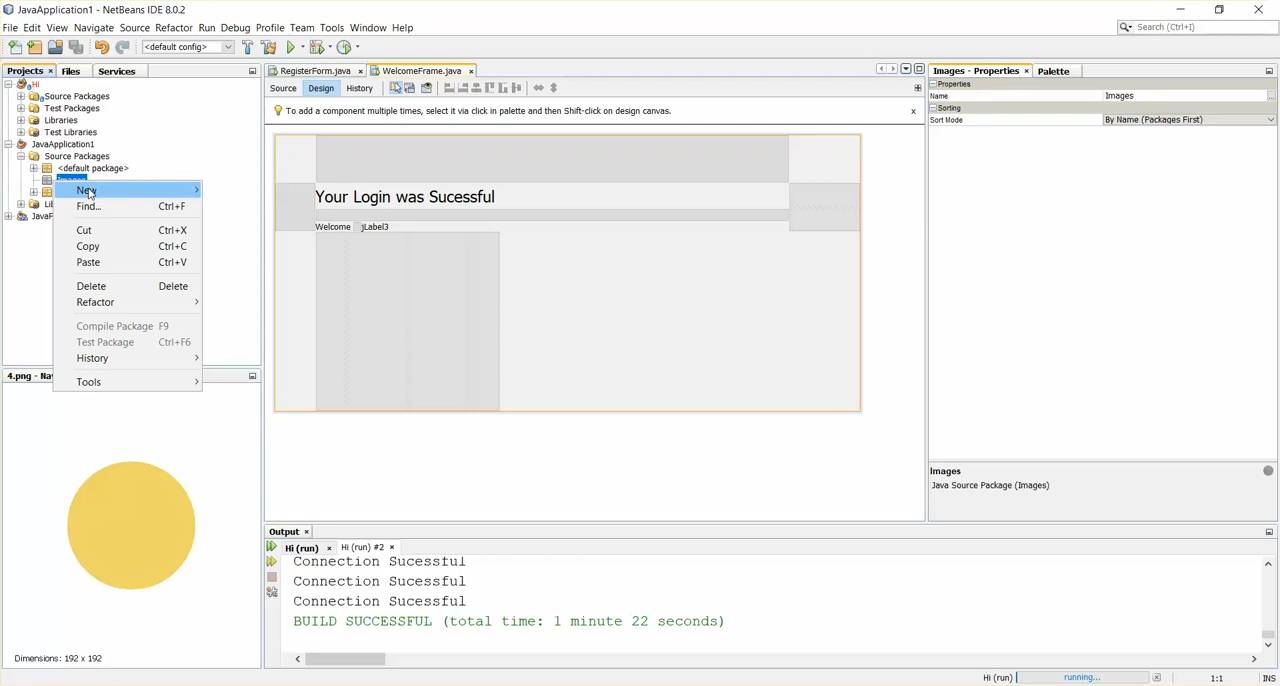 JavaApplication1 - NetBeans IDE 8.0.2
File Edit View Navigate Source Refactor Run Debug Profile Team Tools Window Help
Search (Ctrl+I)
<default config>
Projects × Files Services
RegisterForm.java × WelcomeFrame.java ×
Images - Properties × Palette
Source Design History
To add a component multiple times, select it via click in palette and then Shift-click on design canvas. x
Properties
Name Images ...
Sorting
Sort Mode By Name (Packages First)
Hi
Source Packages
Test Packages
Libraries
Test Libraries
JavaApplication1
Source Packages
<default package>
New
Find... Ctrl+F
Cut Ctrl+X
Copy Ctrl+C
Paste Ctrl+V
Delete Delete
Refactor
Compile Package F9
Test Package Ctrl+F6
History
Tools
Your Login was Sucessful
Welcome jLabel3
Images
Java Source Package (Images)
4.png - Na
Dimensions: 192 x 192
Output ×
Hi (run) × Hi (run) #2 ×
Connection Sucessful
Connection Sucessful
Connection Sucessful
BUILD SUCCESSFUL (total time: 1 minute 22 seconds)
Hi (run) running... 1:1 INS